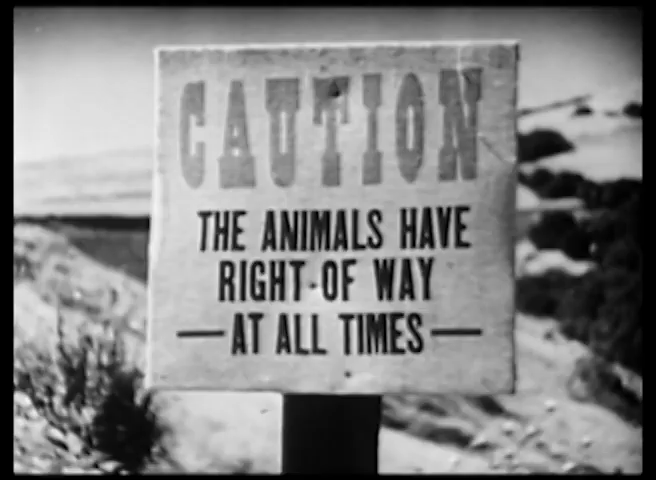 CAUTION
THE ANIMALS HAVE
RIGHT-OF WAY
—AT ALL TIMES—